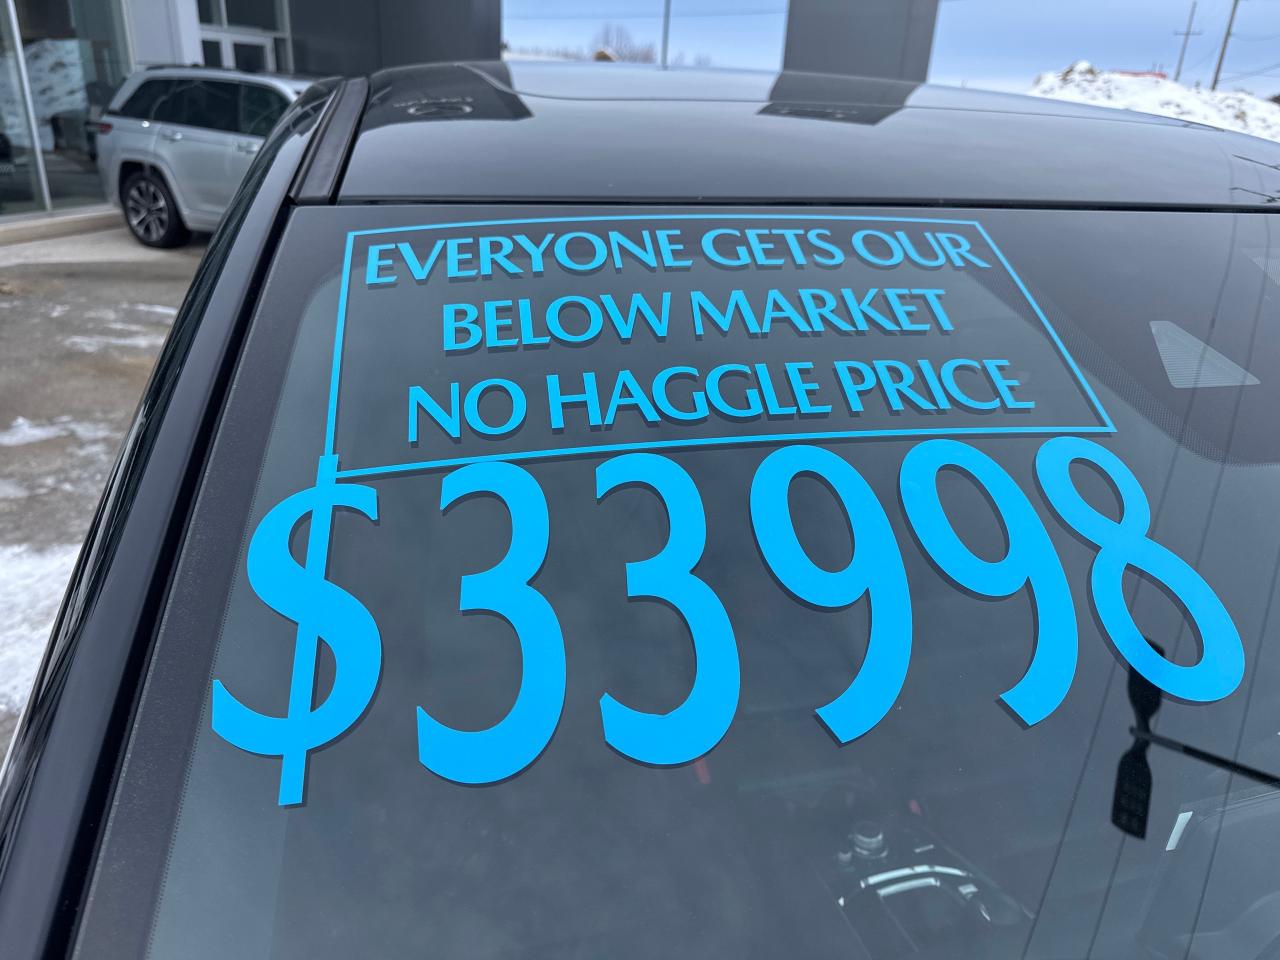 EVERYONE GETS OUR
BELOW MARKET
NO HAGGLE PRICE
$33998